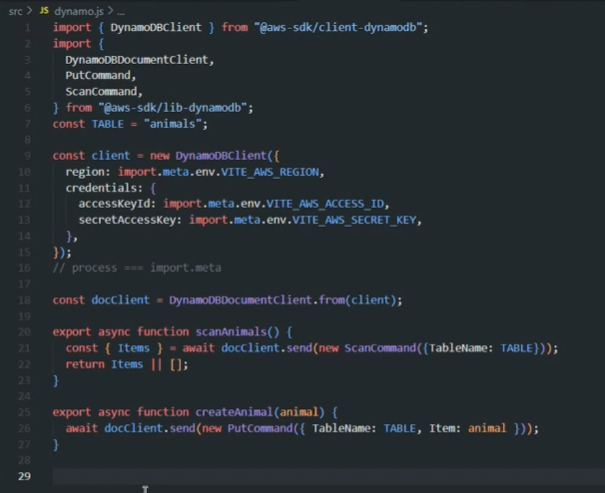 src > JS dynamo.js > ...
1 import { DynamoDBClient } from "@aws-sdk/client-dynamodb";
2 import {
3   DynamoDBDocumentClient,
4   PutCommand,
5   ScanCommand,
6 } from "@aws-sdk/lib-dynamodb";
7 const TABLE = "animals";
8
9 const client = new DynamoDBClient({
10   region: import.meta.env.VITE_AWS_REGION,
11   credentials: {
12     accessKeyId: import.meta.env.VITE_AWS_ACCESS_ID,
13     secretAccessKey: import.meta.env.VITE_AWS_SECRET_KEY,
14   },
15 });
16 // process === import.meta
17
18 const docClient = DynamoDBDocumentClient.from(client);
19
20 export async function scanAnimals() {
21   const { Items } = await docClient.send(new ScanCommand({TableName: TABLE}));
22   return Items || [];
23 }
24
25 export async function createAnimal(animal) {
26   await docClient.send(new PutCommand({ TableName: TABLE, Item: animal }));
27 }
28
29